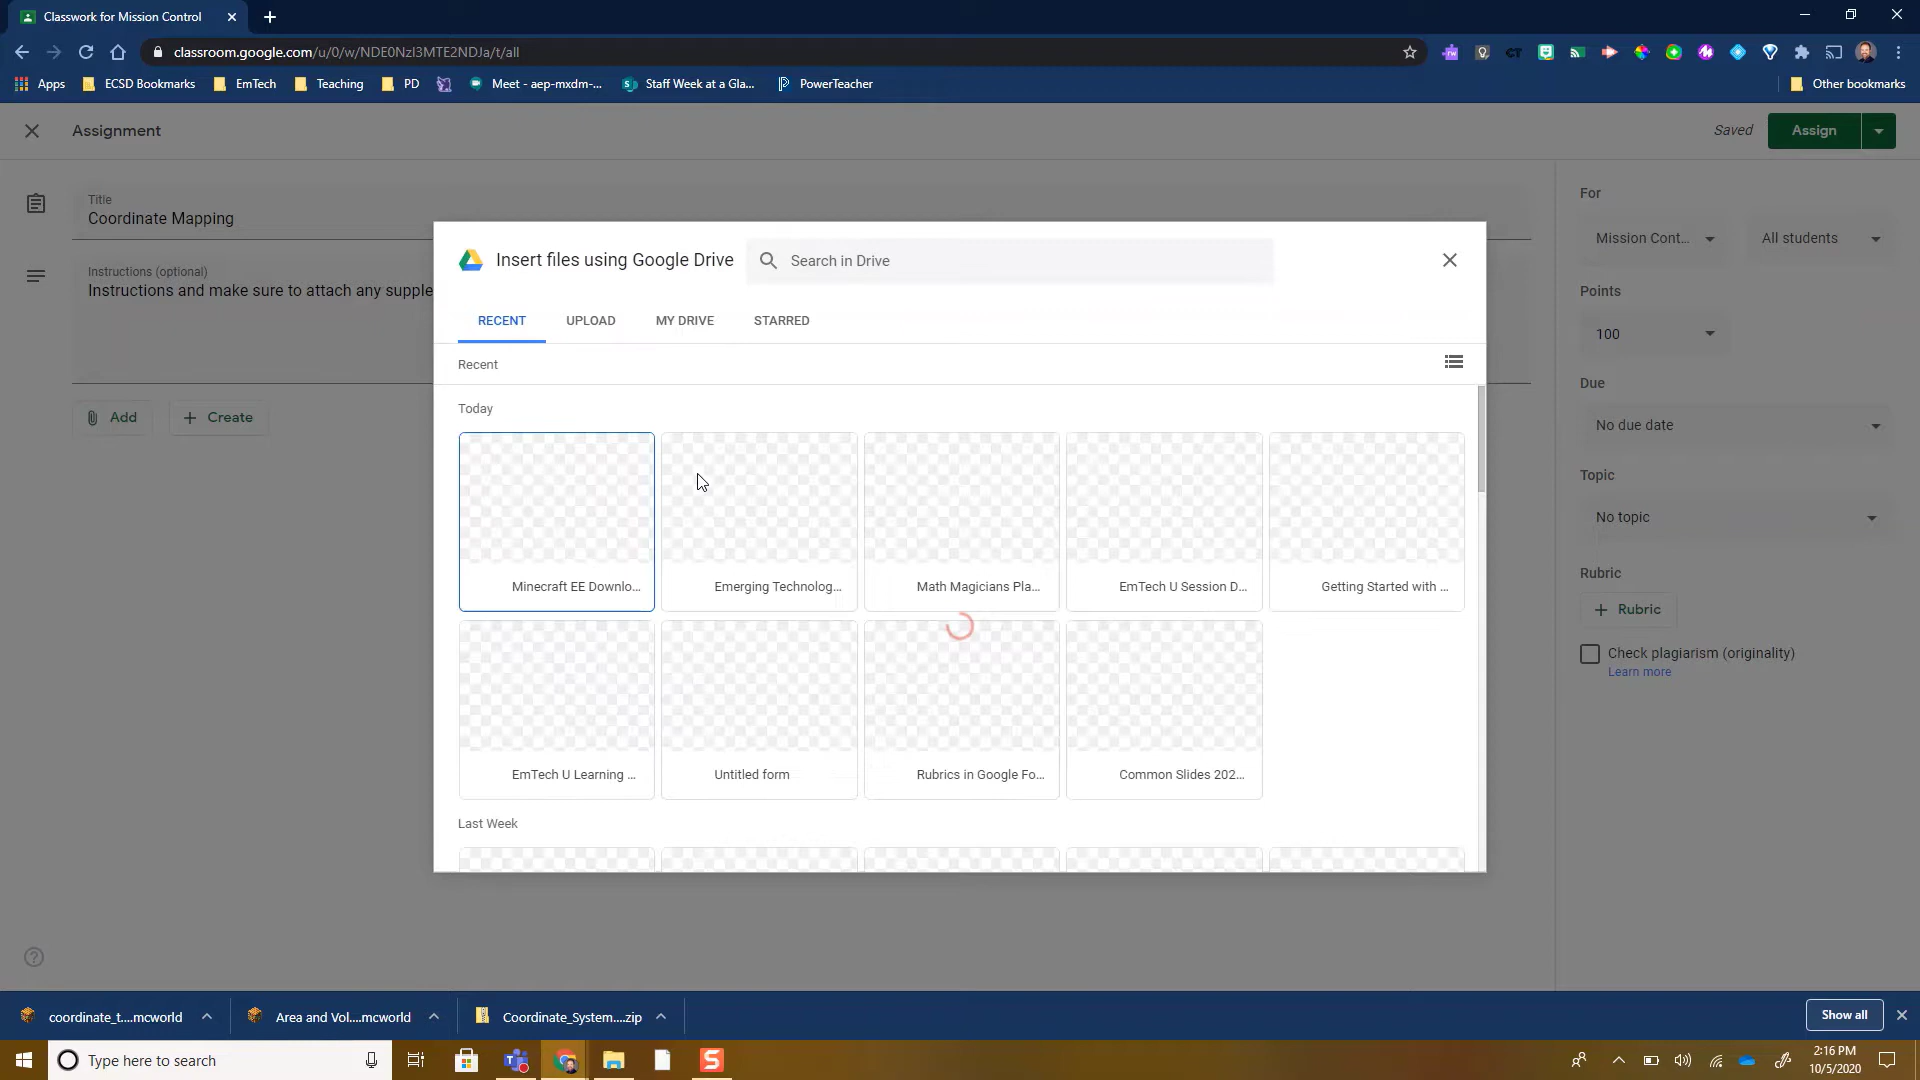 Classwork for Mission Control
classroom.google.com/u/0/w/NDE0NzI3MTE2NDJa/t/all
Apps ECSD Bookmarks EmTech Teaching PD Meet - aep-mxdm-... Staff Week at a Gla... PowerTeacher Other bookmarks
Assignment Saved Assign
Title
Coordinate Mapping
Instructions (optional)
Instructions and make sure to attach any supple
Add Create
Insert files using Google Drive Search in Drive
RECENT UPLOAD MY DRIVE STARRED
Recent
Today
Minecraft EE Downlo... Emerging Technolog... Math Magicians Pla... EmTech U Session D... Getting Started with ...
EmTech U Learning ... Untitled form Rubrics in Google Fo... Common Slides 202...
Last Week
For
Mission Cont... All students
Points
100
Due
No due date
Topic
No topic
Rubric
Rubric
Check plagiarism (originality)
Learn more
coordinate_t....mcworld Area and Vol....mcworld Coordinate_System....zip Show all
Type here to search
2:16 PM
10/5/2020